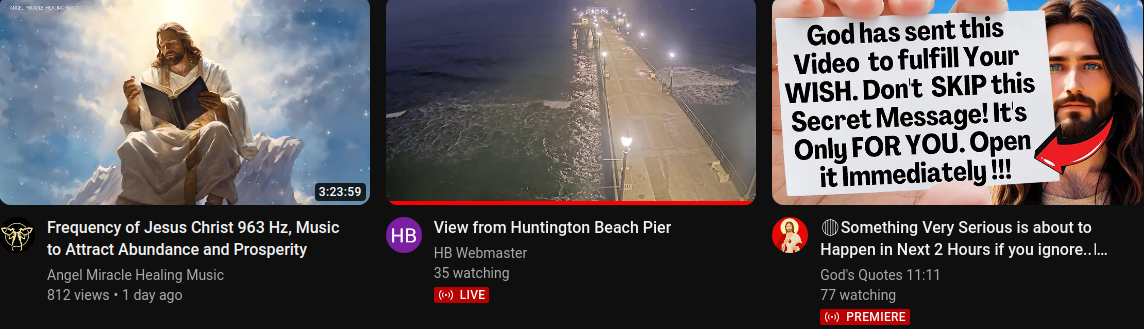 ANGEL MIRACLE HEALING MUSIC
3:23:59
Frequency of Jesus Christ 963 Hz, Music
to Attract Abundance and Prosperity
Angel Miracle Healing Music
812 views • 1 day ago
HB
View from Huntington Beach Pier
HB Webmaster
35 watching
LIVE
God has sent this
Video to fulfill Your
WISH. Don't SKIP this
Secret Message! It's
Only FOR YOU. Open
it Immediately !!!
Something Very Serious is about to
Happen in Next 2 Hours if you ignore.. |...
God's Quotes 11:11
77 watching
PREMIERE